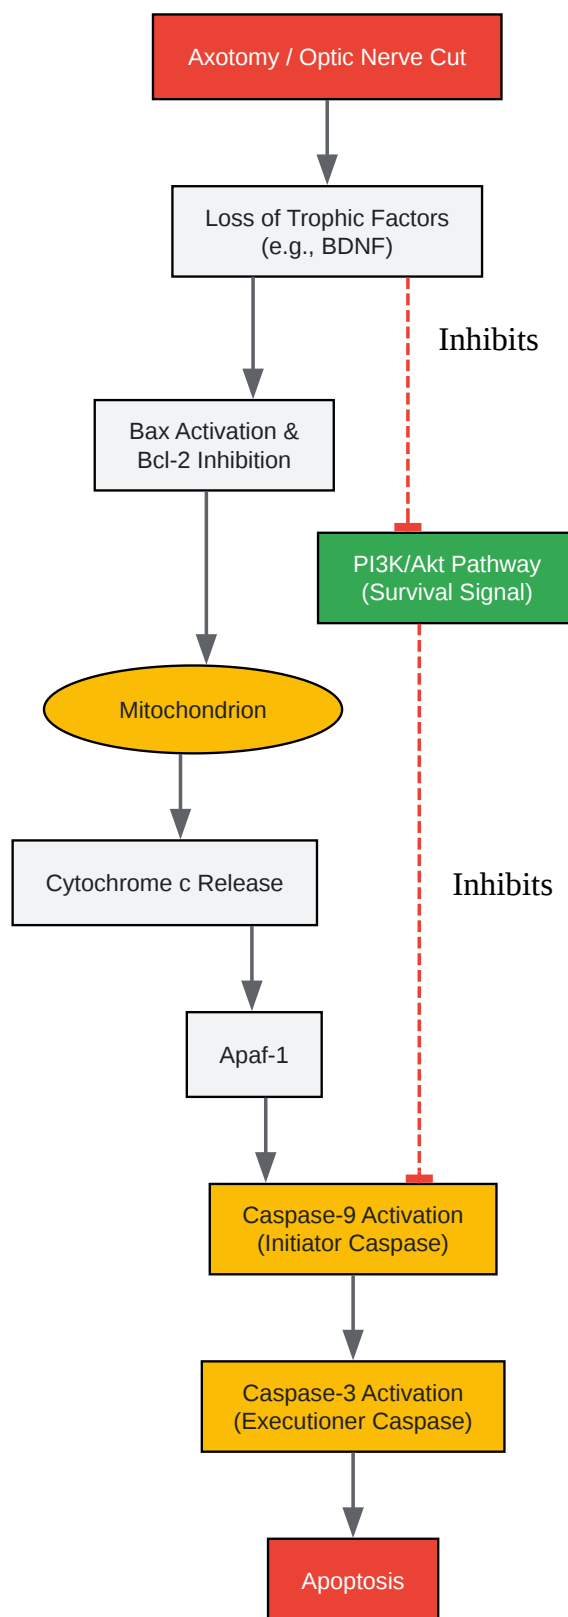 Axotomy / Optic Nerve Cut
Loss of Trophic Factors
(e.g., BDNF)
Inhibits
Bax Activation &
Bcl-2 Inhibition
PI3K/Akt Pathway
(Survival Signal)
Mitochondrion
Cytochrome c Release
Inhibits
Apaf-1
Caspase-9 Activation
(Initiator Caspase)
Caspase-3 Activation
(Executioner Caspase)
Apoptosis